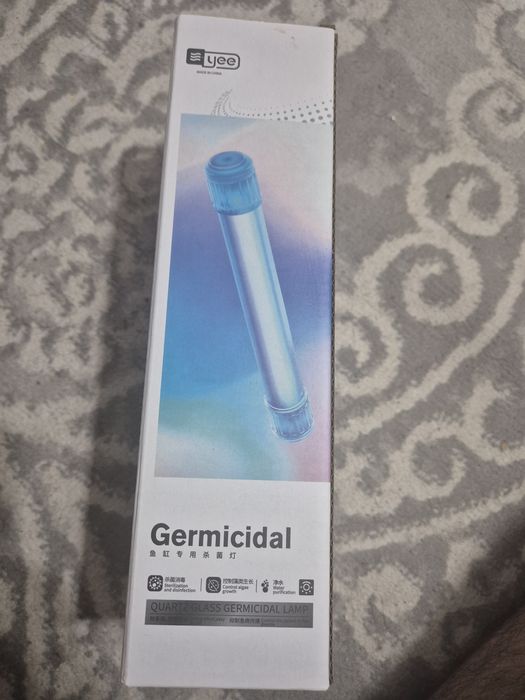 yee
MADE IN CHINA
Germicidal
鱼缸专用杀菌灯
杀菌消毒
Sterilization
and disinfection
控制藻类生长
Control algae
growth
净水
Water
purification
QUARTZ GLASS GERMICIDAL LAMP